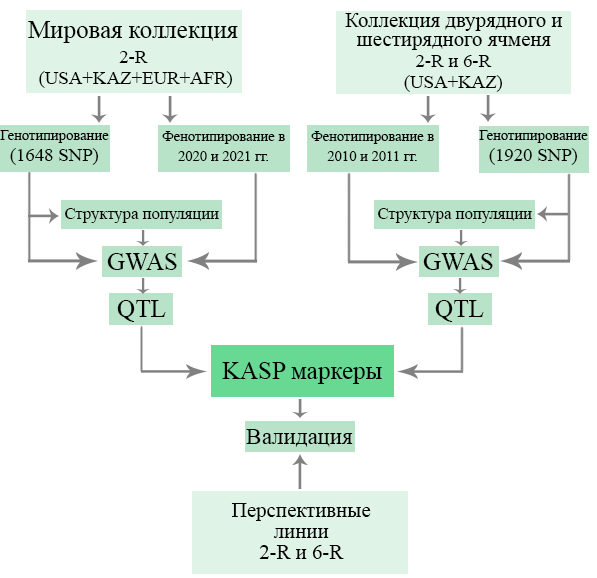 Мировая коллекция
2-R
(USA+KAZ+EUR+AFR)
Коллекция двурядного и
шестирядного ячменя
2-R и 6-R
(USA+KAZ)
Генотипирование
(1648 SNP)
Фенотипирование в
2020 и 2021 гг.
Фенотипирование в
2010 и 2011 гг.
Генотипирование
(1920 SNP)
Структура популяции
Структура популяции
GWAS
GWAS
QTL
QTL
KASP маркеры
Валидация
Перспективные
линии
2-R и 6-R